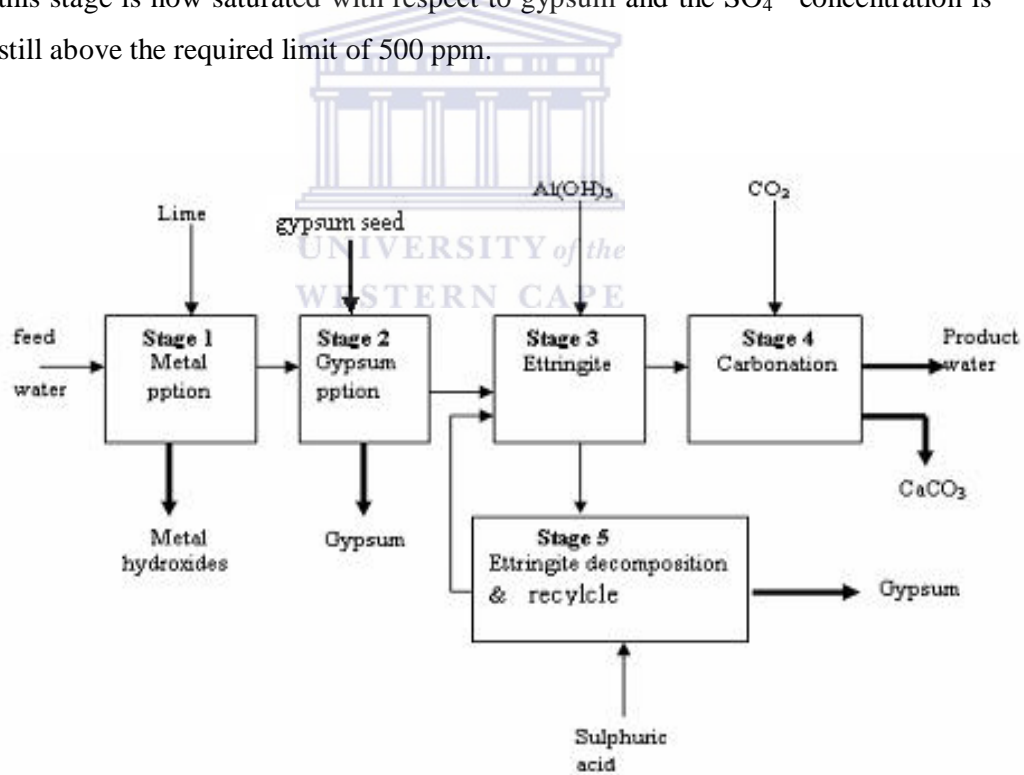 this stage is now saturated with respect to gypsum and the SO₄²⁻ concentration is
still above the required limit of 500 ppm.
UNIVERSITY of the
WESTERN CAPE
Lime
gypsum seed
Al(OH)₃
CO₂
feed
water
Stage 1
Metal
pption
Stage 2
Gypsum
pption
Stage 3
Ettringite
Stage 4
Carbonation
Product
water
Metal
hydroxides
Gypsum
CaCO₃
Stage 5
Ettringite decomposition
& recylcle
Gypsum
Sulphuric
acid